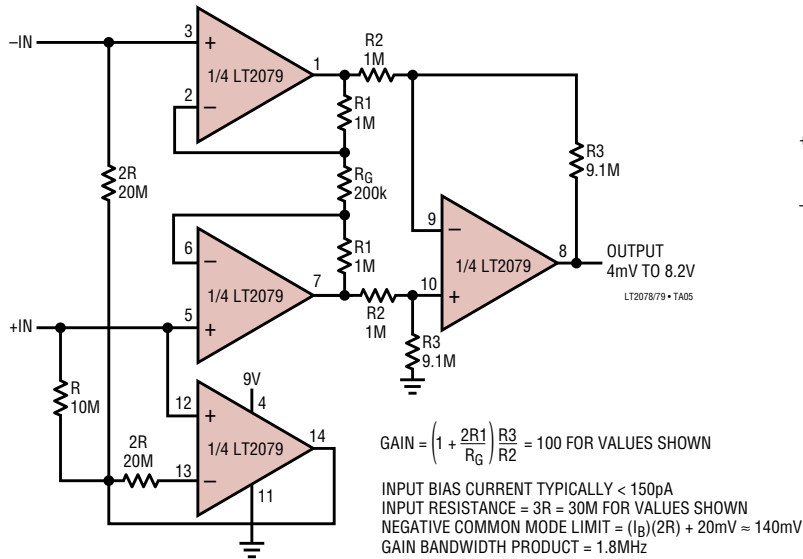 –IN
3
+
1/4 LT2079
2
–
1
R2
1M
R1
1M
RG
200k
2R
20M
R3
9.1M
+
–
6
–
1/4 LT2079
5
+
7
R1
1M
R2
1M
9
–
1/4 LT2079
10
+
8
OUTPUT
4mV TO 8.2V
LT2078/79 • TA05
R3
9.1M
+IN
R
10M
9V
4
12
+
1/4 LT2079
14
2R
20M
13
–
11
GAIN = (1 + 2R1/RG) R3/R2 = 100 FOR VALUES SHOWN
INPUT BIAS CURRENT TYPICALLY < 150pA
INPUT RESISTANCE = 3R = 30M FOR VALUES SHOWN
NEGATIVE COMMON MODE LIMIT = (IB)(2R) + 20mV ≈ 140mV
GAIN BANDWIDTH PRODUCT = 1.8MHz